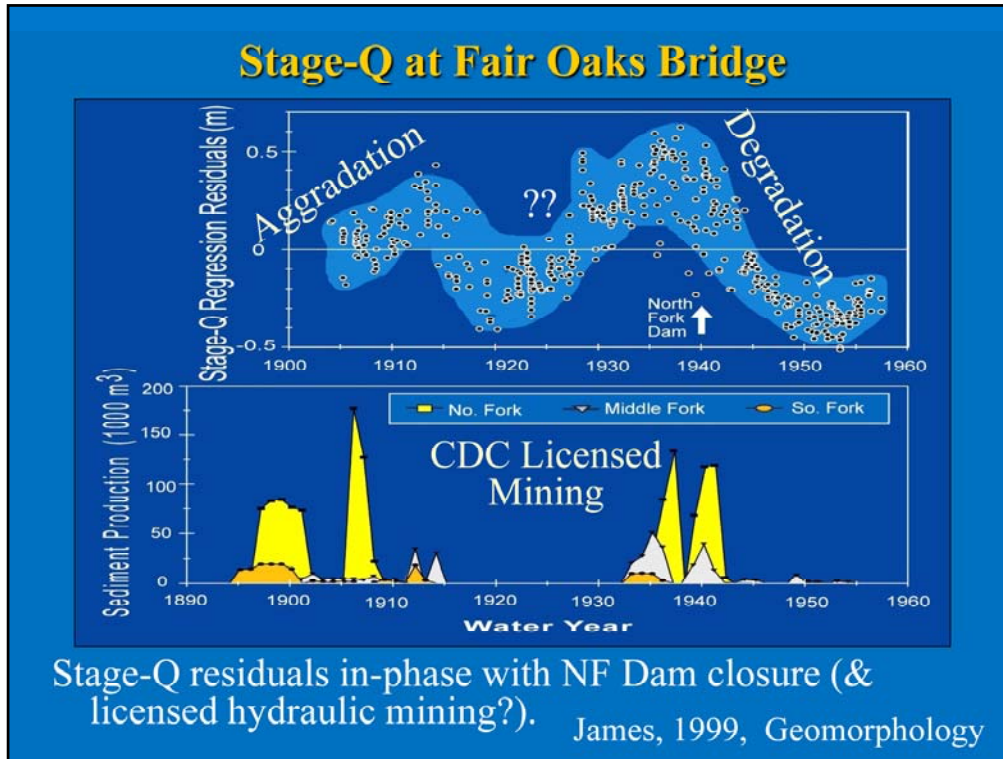 Stage-Q at Fair Oaks Bridge
Stage-Q Regression Residuals (m)
0.5
0
-0.5
Aggradation
??
Degradation
North
Fork
Dam
1900 1910 1920 1930 1940 1950 1960
Sediment Production (1000 m³)
200
150
100
50
0
No. Fork Middle Fork So. Fork
CDC Licensed
Mining
1890 1900 1910 1920 1930 1940 1950 1960
Water Year
Stage-Q residuals in-phase with NF Dam closure (&
licensed hydraulic mining?).
James, 1999, Geomorphology